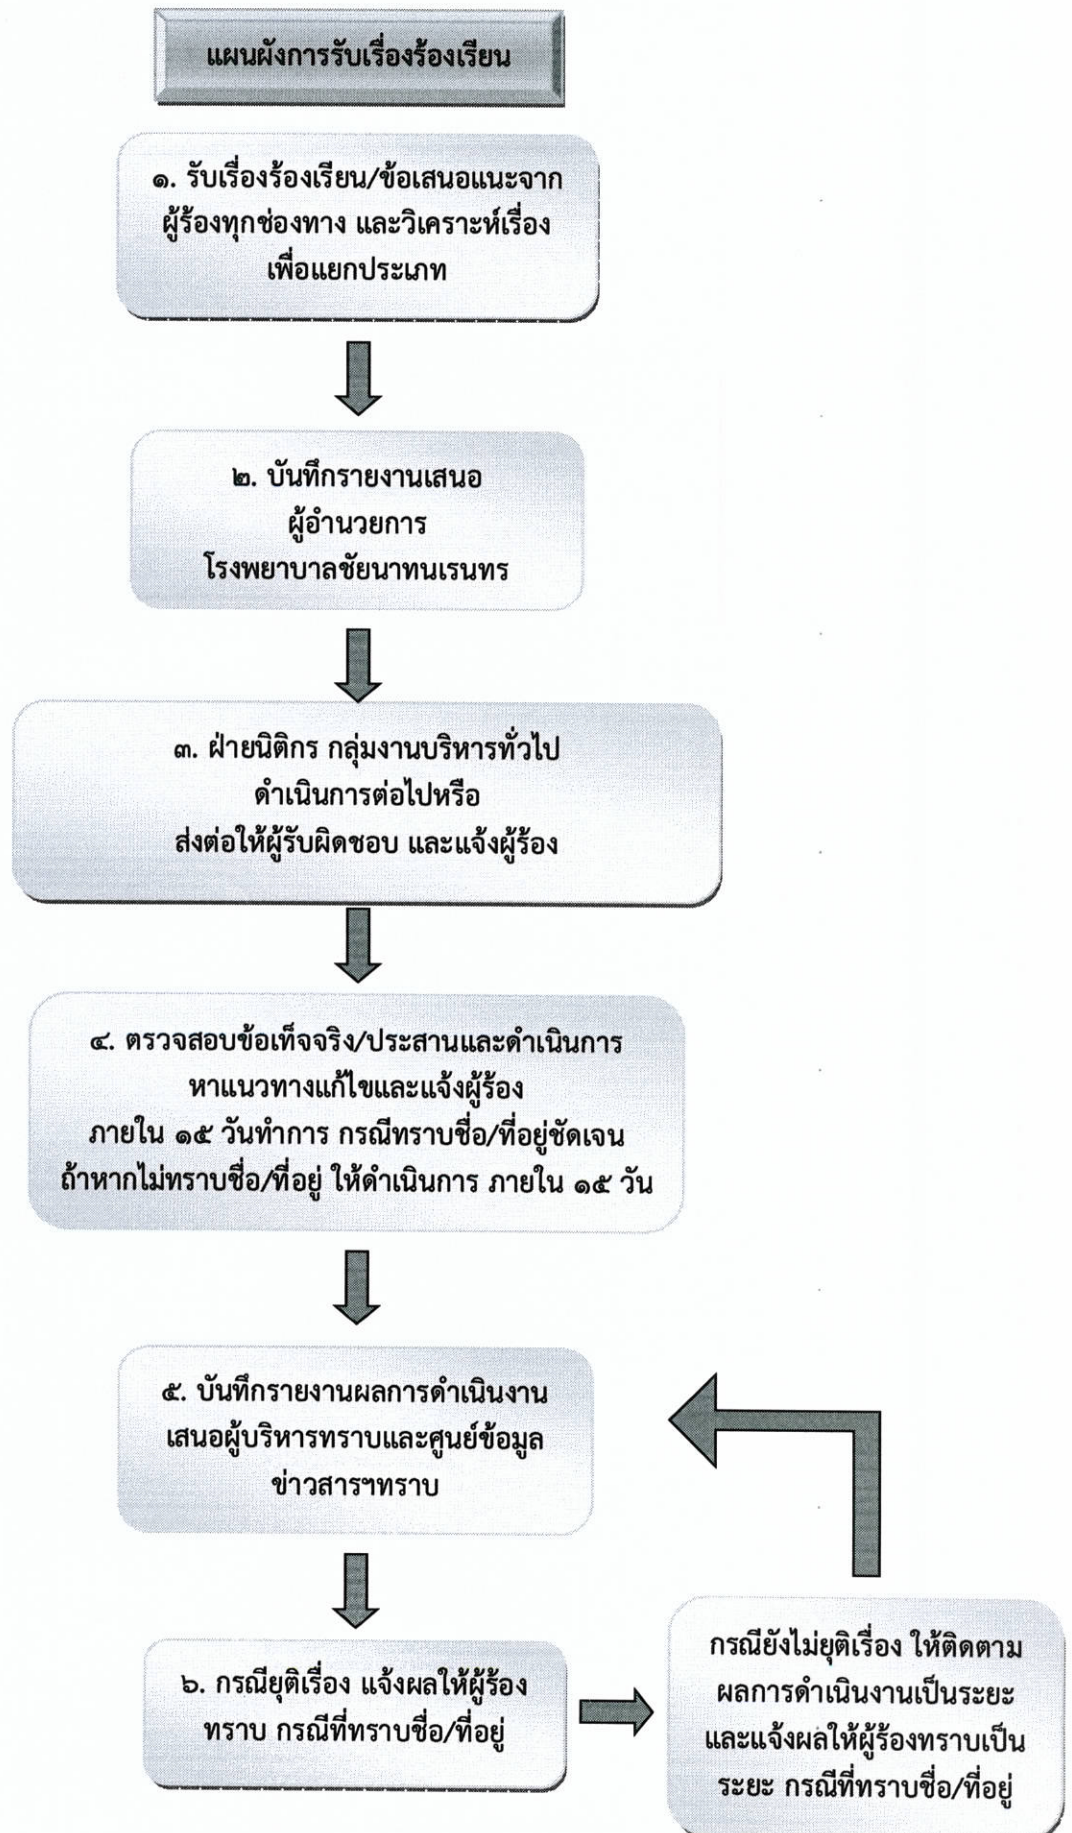 แผนผังการรับเรื่องร้องเรียน
๑. รับเรื่องร้องเรียน/ข้อเสนอแนะจาก
ผู้ร้องทุกช่องทาง และวิเคราะห์เรื่อง
เพื่อแยกประเภท
๒. บันทึกรายงานเสนอ
ผู้อำนวยการ
โรงพยาบาลชัยนาทนเรนทร
๓. ฝ่ายนิติกร กลุ่มงานบริหารทั่วไป
ดำเนินการต่อไปหรือ
ส่งต่อให้ผู้รับผิดชอบ และแจ้งผู้ร้อง
๔. ตรวจสอบข้อเท็จจริง/ประสานและดำเนินการ
หาแนวทางแก้ไขและแจ้งผู้ร้อง
ภายใน ๑๕ วันทำการ กรณีทราบชื่อ/ที่อยู่ชัดเจน
ถ้าหากไม่ทราบชื่อ/ที่อยู่ ให้ดำเนินการ ภายใน ๑๕ วัน
๕. บันทึกรายงานผลการดำเนินงาน
เสนอผู้บริหารทราบและศูนย์ข้อมูล
ข่าวสารฯทราบ
๖. กรณียุติเรื่อง แจ้งผลให้ผู้ร้อง
ทราบ กรณีที่ทราบชื่อ/ที่อยู่
กรณียังไม่ยุติเรื่อง ให้ติดตาม
ผลการดำเนินงานเป็นระยะ
และแจ้งผลให้ผู้ร้องทราบเป็น
ระยะ กรณีที่ทราบชื่อ/ที่อยู่